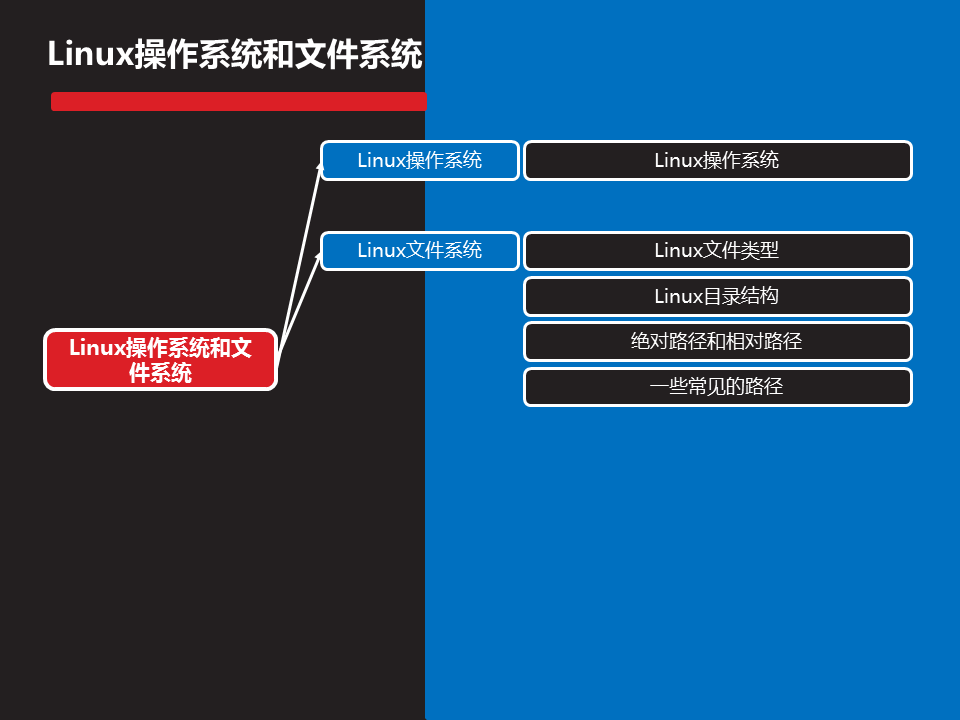 Linux操作系统和文件系统
Linux操作系统
Linux操作系统
Linux文件系统
Linux文件类型
Linux目录结构
Linux操作系统和文
件系统
绝对路径和相对路径
一些常见的路径